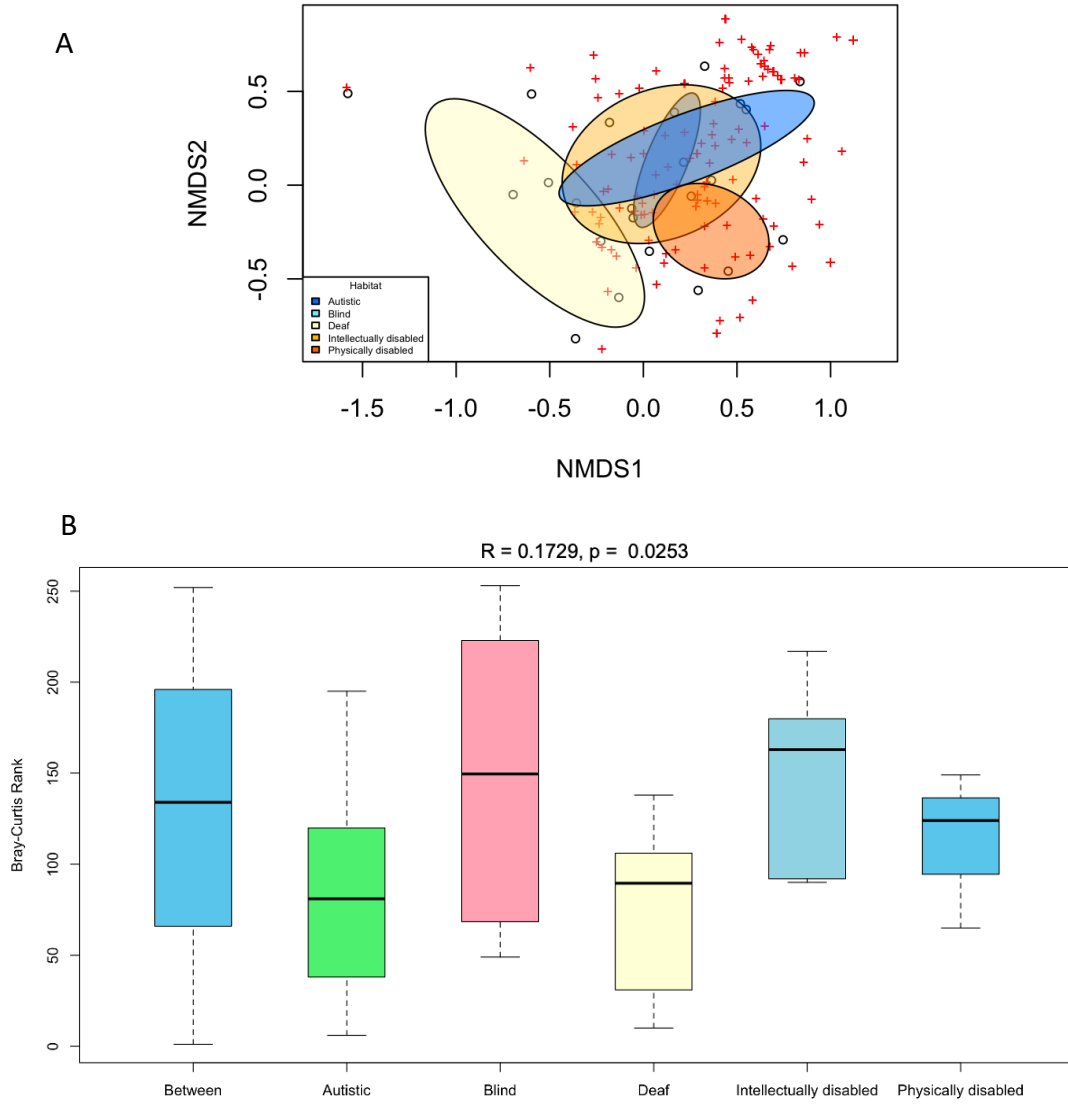 A
NMDS2
0.5
0.0
-0.5
Habitat
Autistic
Blind
Deaf
Intellectually disabled
Physically disabled
-1.5 -1.0 -0.5 0.0 0.5 1.0
NMDS1
B
R = 0.1729, p = 0.0253
Bray-Curtis Rank
250
200
150
100
50
0
Between Autistic Blind Deaf Intellectually disabled Physically disabled